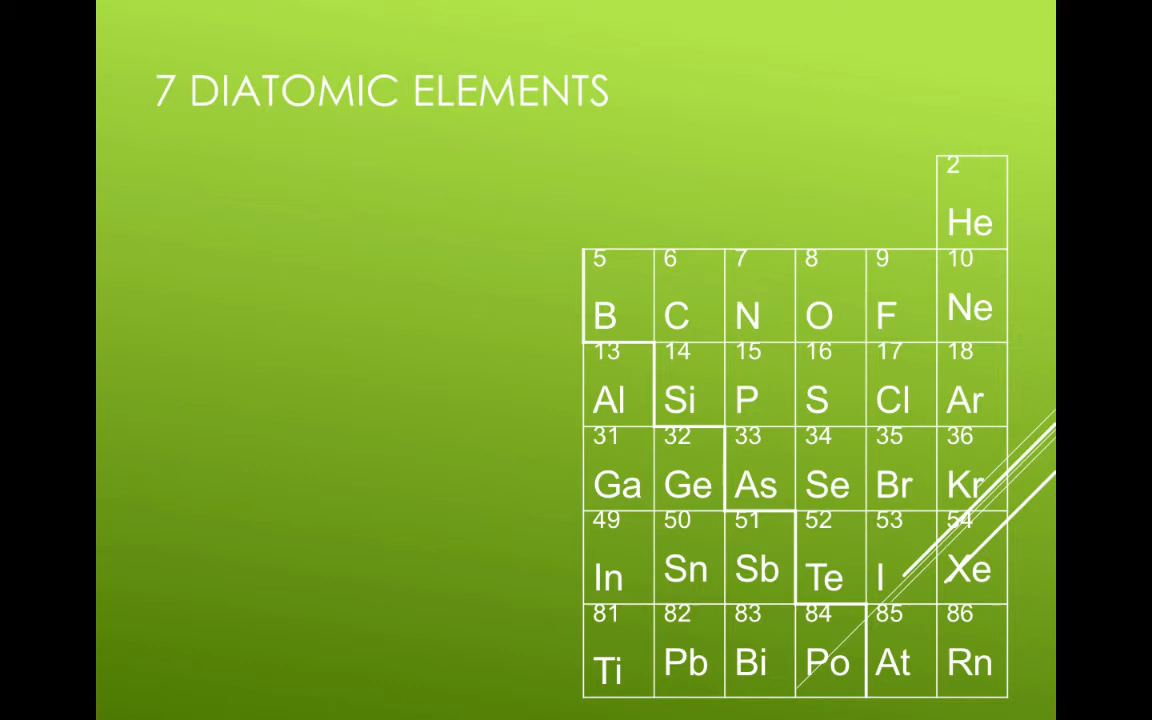 7 DIATOMIC ELEMENTS
2
He
5 6 7 8 9 10
B C N O F Ne
13 14 15 16 17 18
Al Si P S Cl Ar
31 32 33 34 35 36
Ga Ge As Se Br Kr
49 50 51 52 53 54
In Sn Sb Te I Xe
81 82 83 84 85 86
Ti Pb Bi Po At Rn